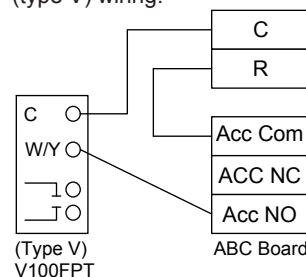 (type V) wiring.
C
R
C
W/Y
Acc Com
ACC NC
Acc NO
(Type V)
V100FPT
ABC Board